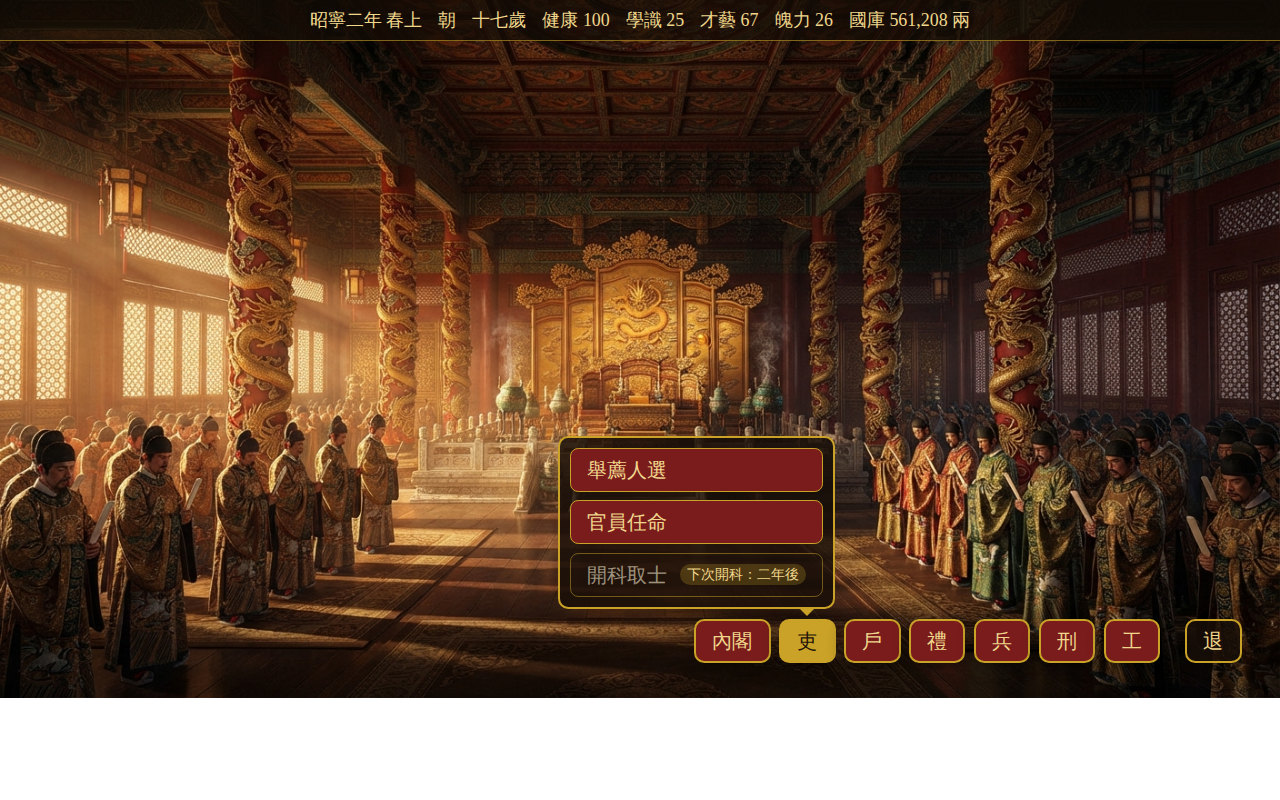 昭寧二年 春上 朝 十七歲 健康 100 學識 25 才藝 67 魄力 26 國庫 561,208 兩
舉薦人選
官員任命
開科取士 下次開科：二年後
內閣 吏 戶 禮 兵 刑 工 退